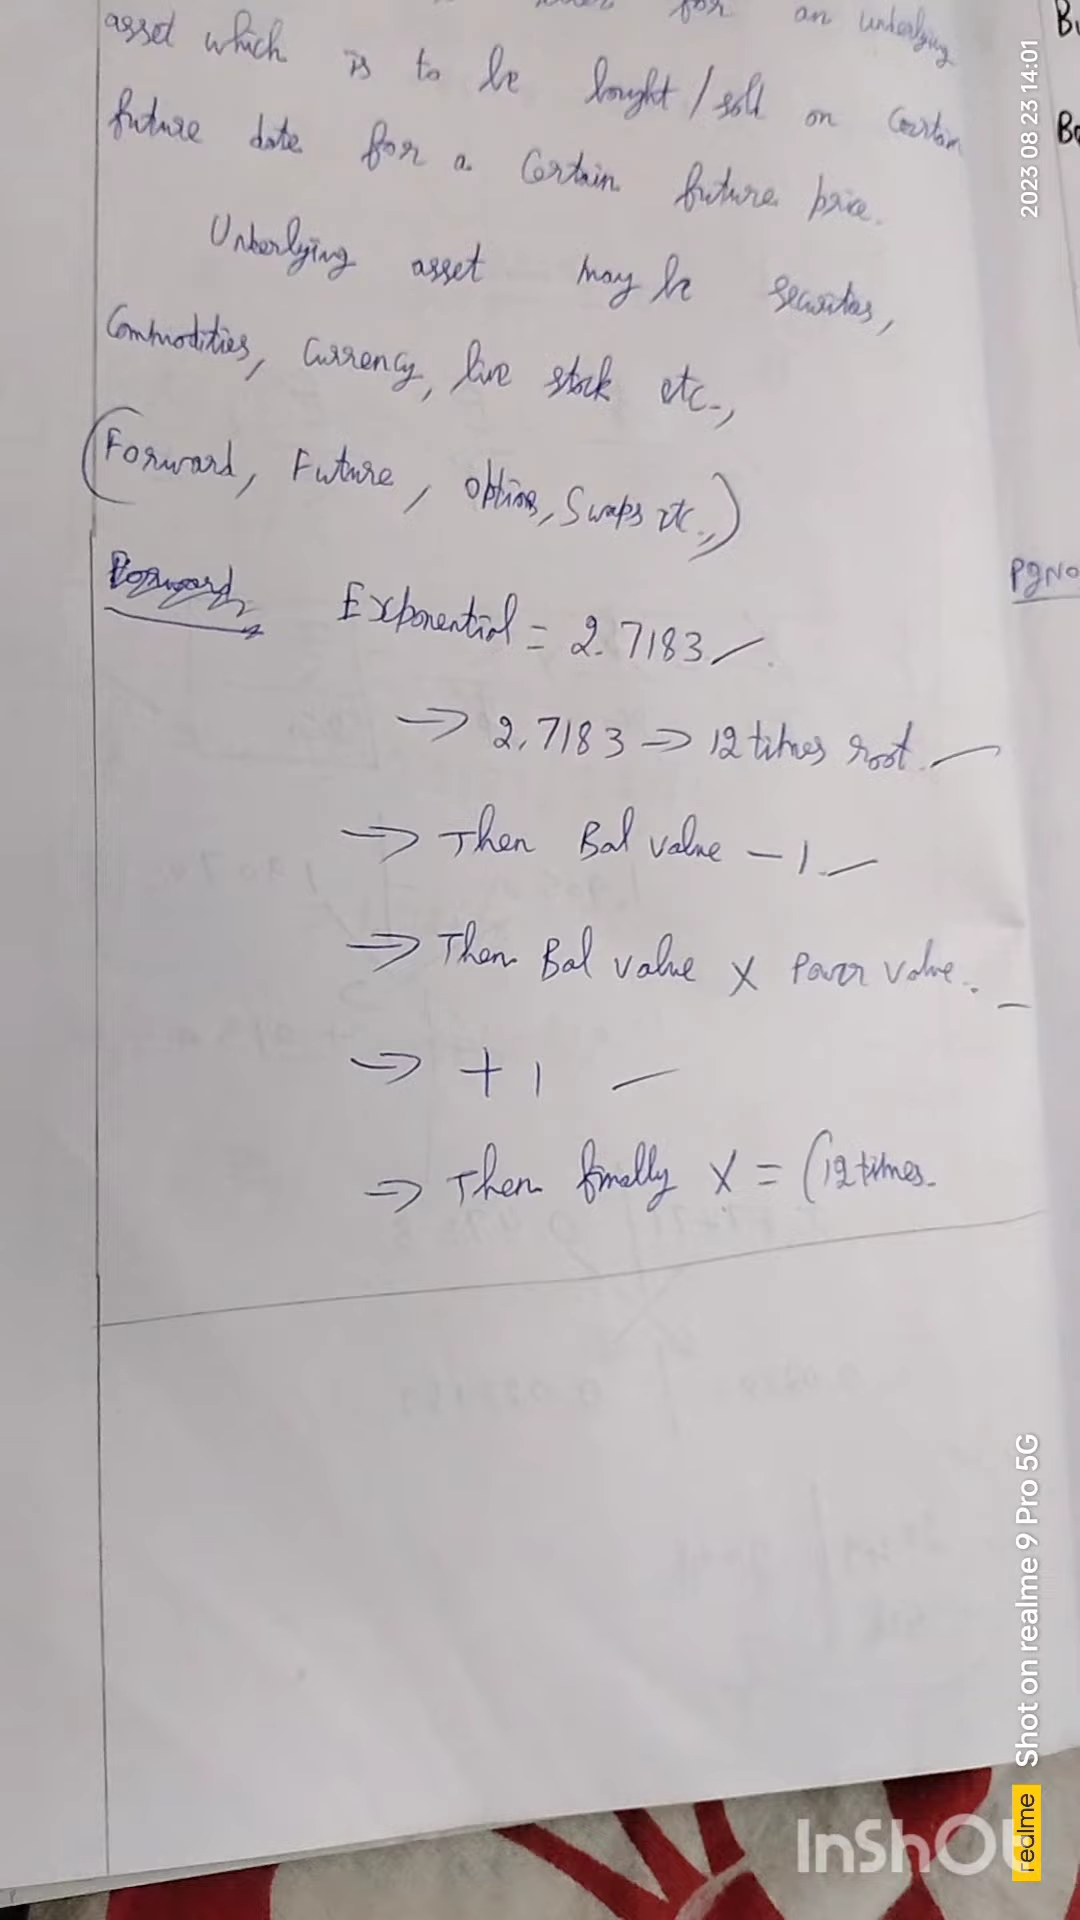 for an underlying
asset which is to be bought/sold on certain
future date for a certain future price.
Underlying asset may be securities,
Commodities, Currency, live stock etc.,
(Forward, Future, options, Swaps etc.,)
Forward
Exponential = 2.7183
→ 2.7183 → 12 times root
→ Then Bal value - 1
→ Then Bal value X Power value.
→ + 1
→ Then finally X = (12 times.
PgNo
2023 08 23 14:01
realme Shot on realme 9 Pro 5G
InShOt